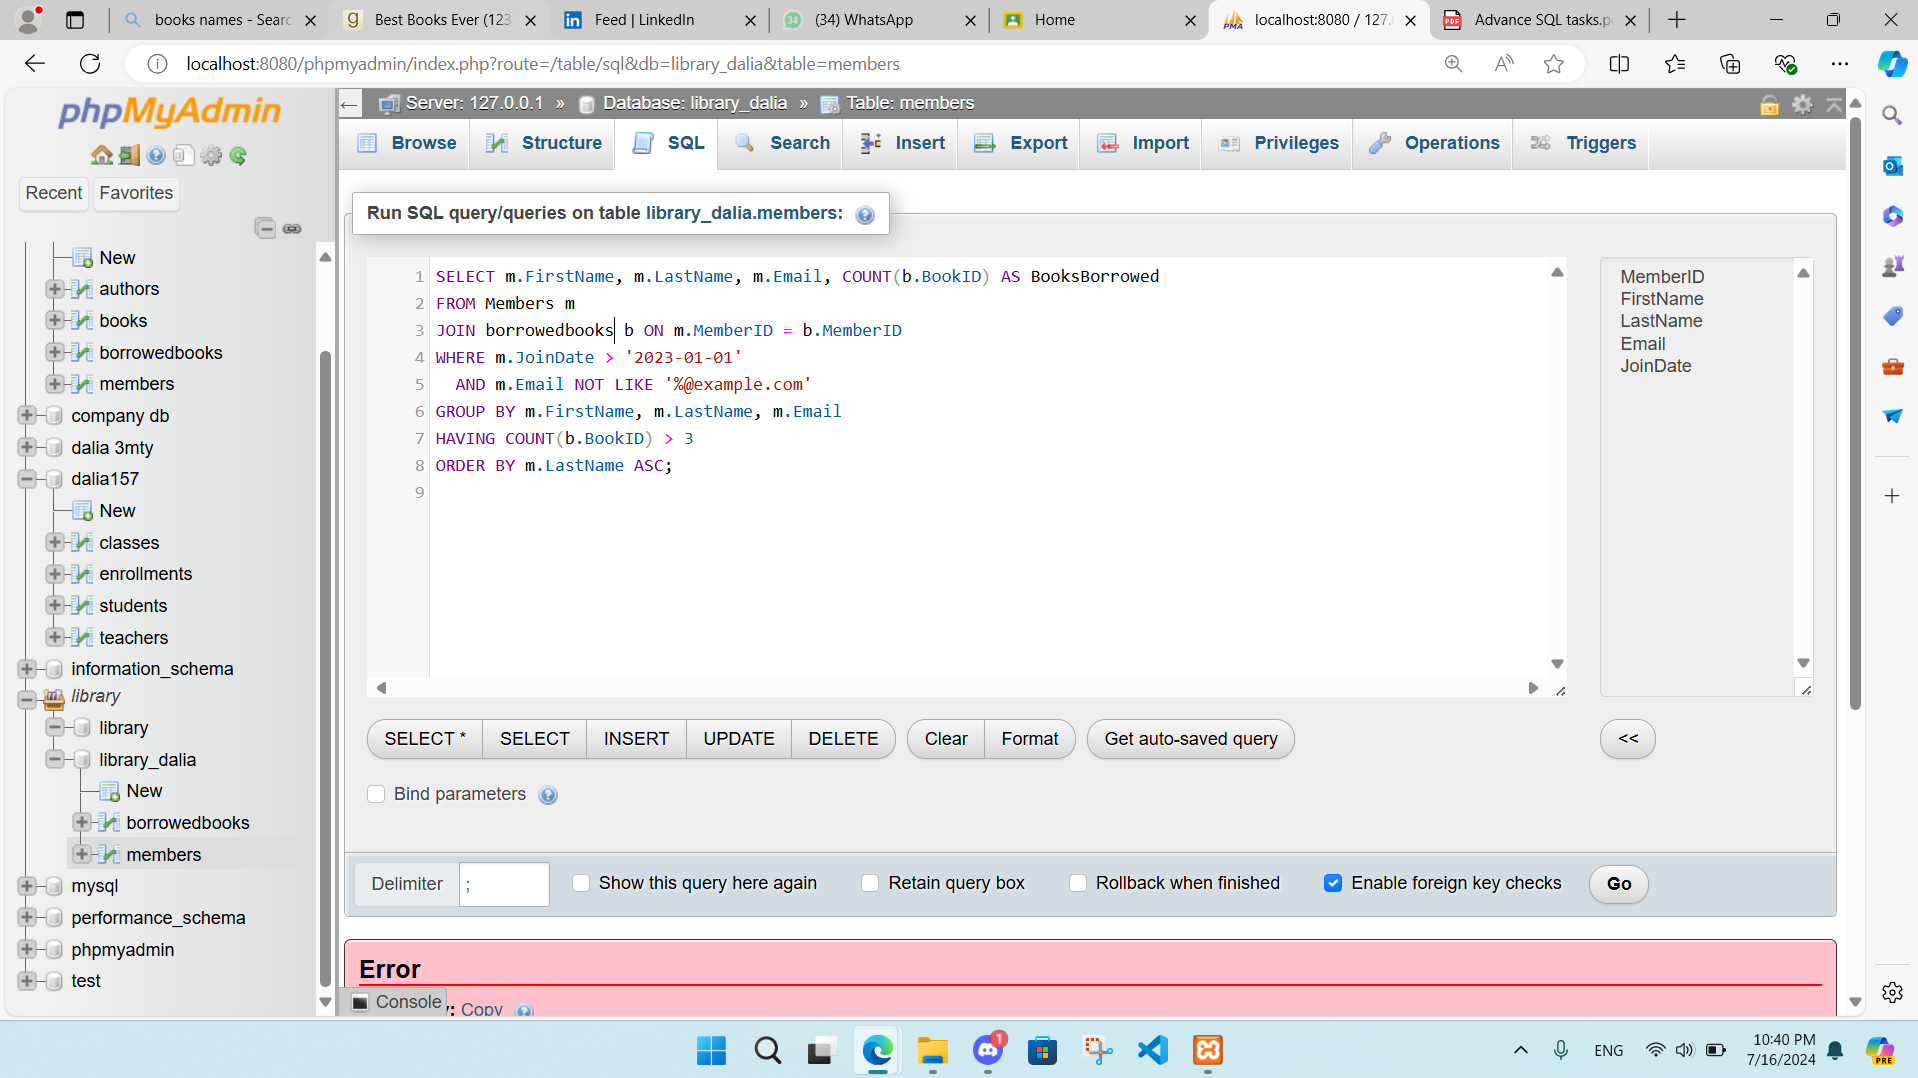 books names - Searc
Best Books Ever (123
Feed | LinkedIn
(34) WhatsApp
Home
localhost:8080 / 127.
Advance SQL tasks.p
localhost:8080/phpmyadmin/index.php?route=/table/sql&db=library_dalia&table=members
phpMyAdmin
Recent
Favorites
New
authors
books
borrowedbooks
members
company db
dalia 3mty
dalia157
New
classes
enrollments
students
teachers
information_schema
library
library
library_dalia
New
borrowedbooks
members
mysql
performance_schema
phpmyadmin
test
Server: 127.0.0.1 » Database: library_dalia » Table: members
Browse
Structure
SQL
Search
Insert
Export
Import
Privileges
Operations
Triggers
Run SQL query/queries on table library_dalia.members:
1 SELECT m.FirstName, m.LastName, m.Email, COUNT(b.BookID) AS BooksBorrowed
2 FROM Members m
3 JOIN borrowedbooks b ON m.MemberID = b.MemberID
4 WHERE m.JoinDate > '2023-01-01'
5 AND m.Email NOT LIKE '%@example.com'
6 GROUP BY m.FirstName, m.LastName, m.Email
7 HAVING COUNT(b.BookID) > 3
8 ORDER BY m.LastName ASC;
9
MemberID
FirstName
LastName
Email
JoinDate
SELECT *
SELECT
INSERT
UPDATE
DELETE
Clear
Format
Get auto-saved query
<<
Bind parameters
Delimiter
;
Show this query here again
Retain query box
Rollback when finished
Enable foreign key checks
Go
Error
Console
y: Copy
1
ENG
10:40 PM
7/16/2024
PRE